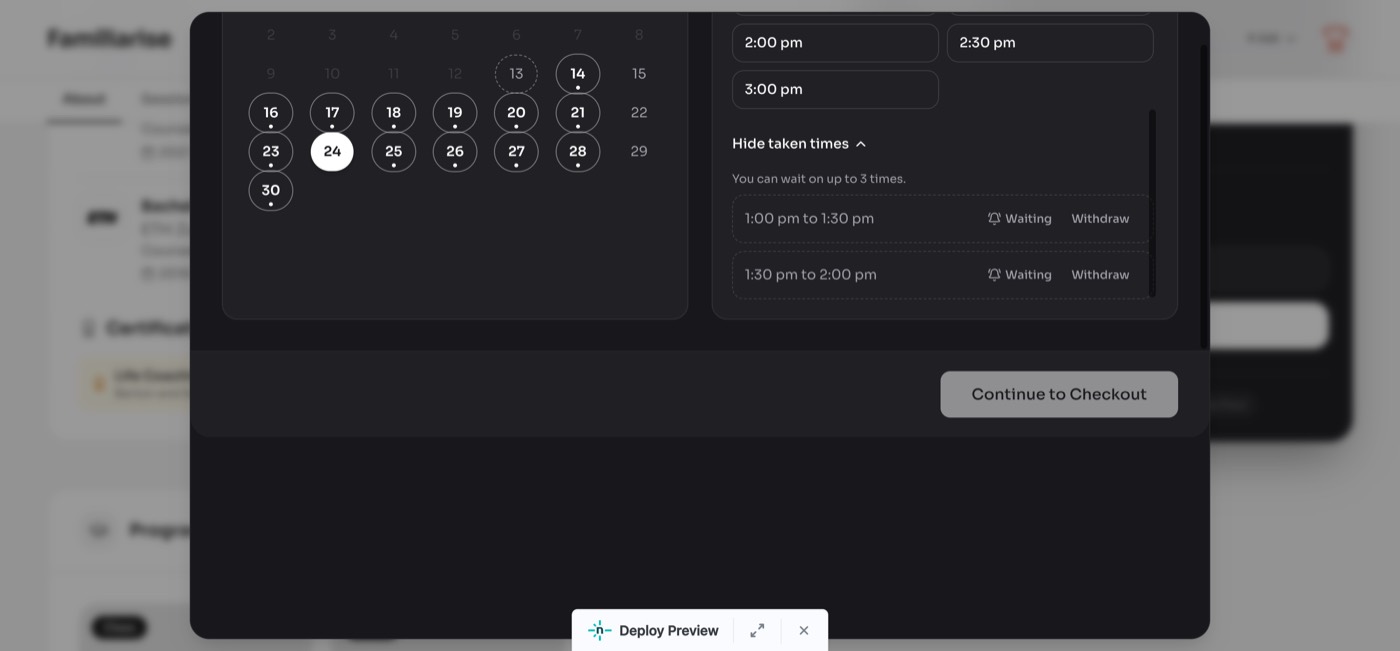 Familiarise
About
2 3 4 5 6 7 8
9 10 11 12 13 14 15
16 17 18 19 20 21 22
23 24 25 26 27 28 29
30
2:00 pm
2:30 pm
3:00 pm
Hide taken times
You can wait on up to 3 times.
1:00 pm to 1:30 pm Waiting Withdraw
1:30 pm to 2:00 pm Waiting Withdraw
Continue to Checkout
Deploy Preview